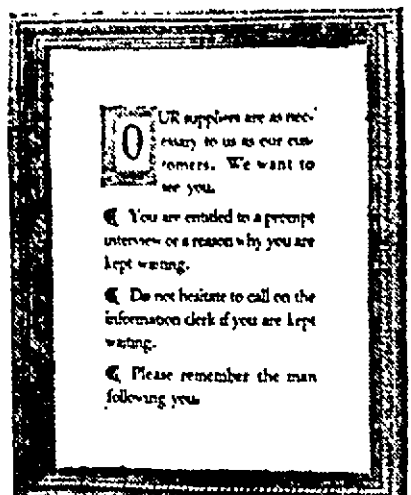 OUR suppliers are as nec-
essary to us as our cus-
tomers. We want to
see you.
¶ You are entitled to a prompt
interview or a reason why you are
kept waiting.
¶ Do not hesitate to call on the
information clerk if you are kept
waiting.
¶ Please remember the man
following you.